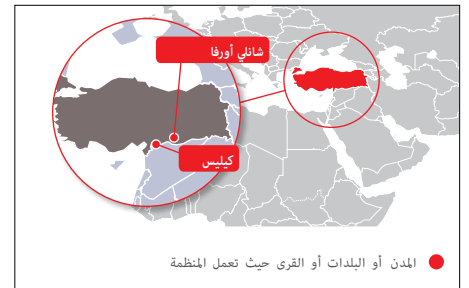 شانلي أورفا
كيليس
المدن أو البلدات أو القرى حيث تعمل المنظمة